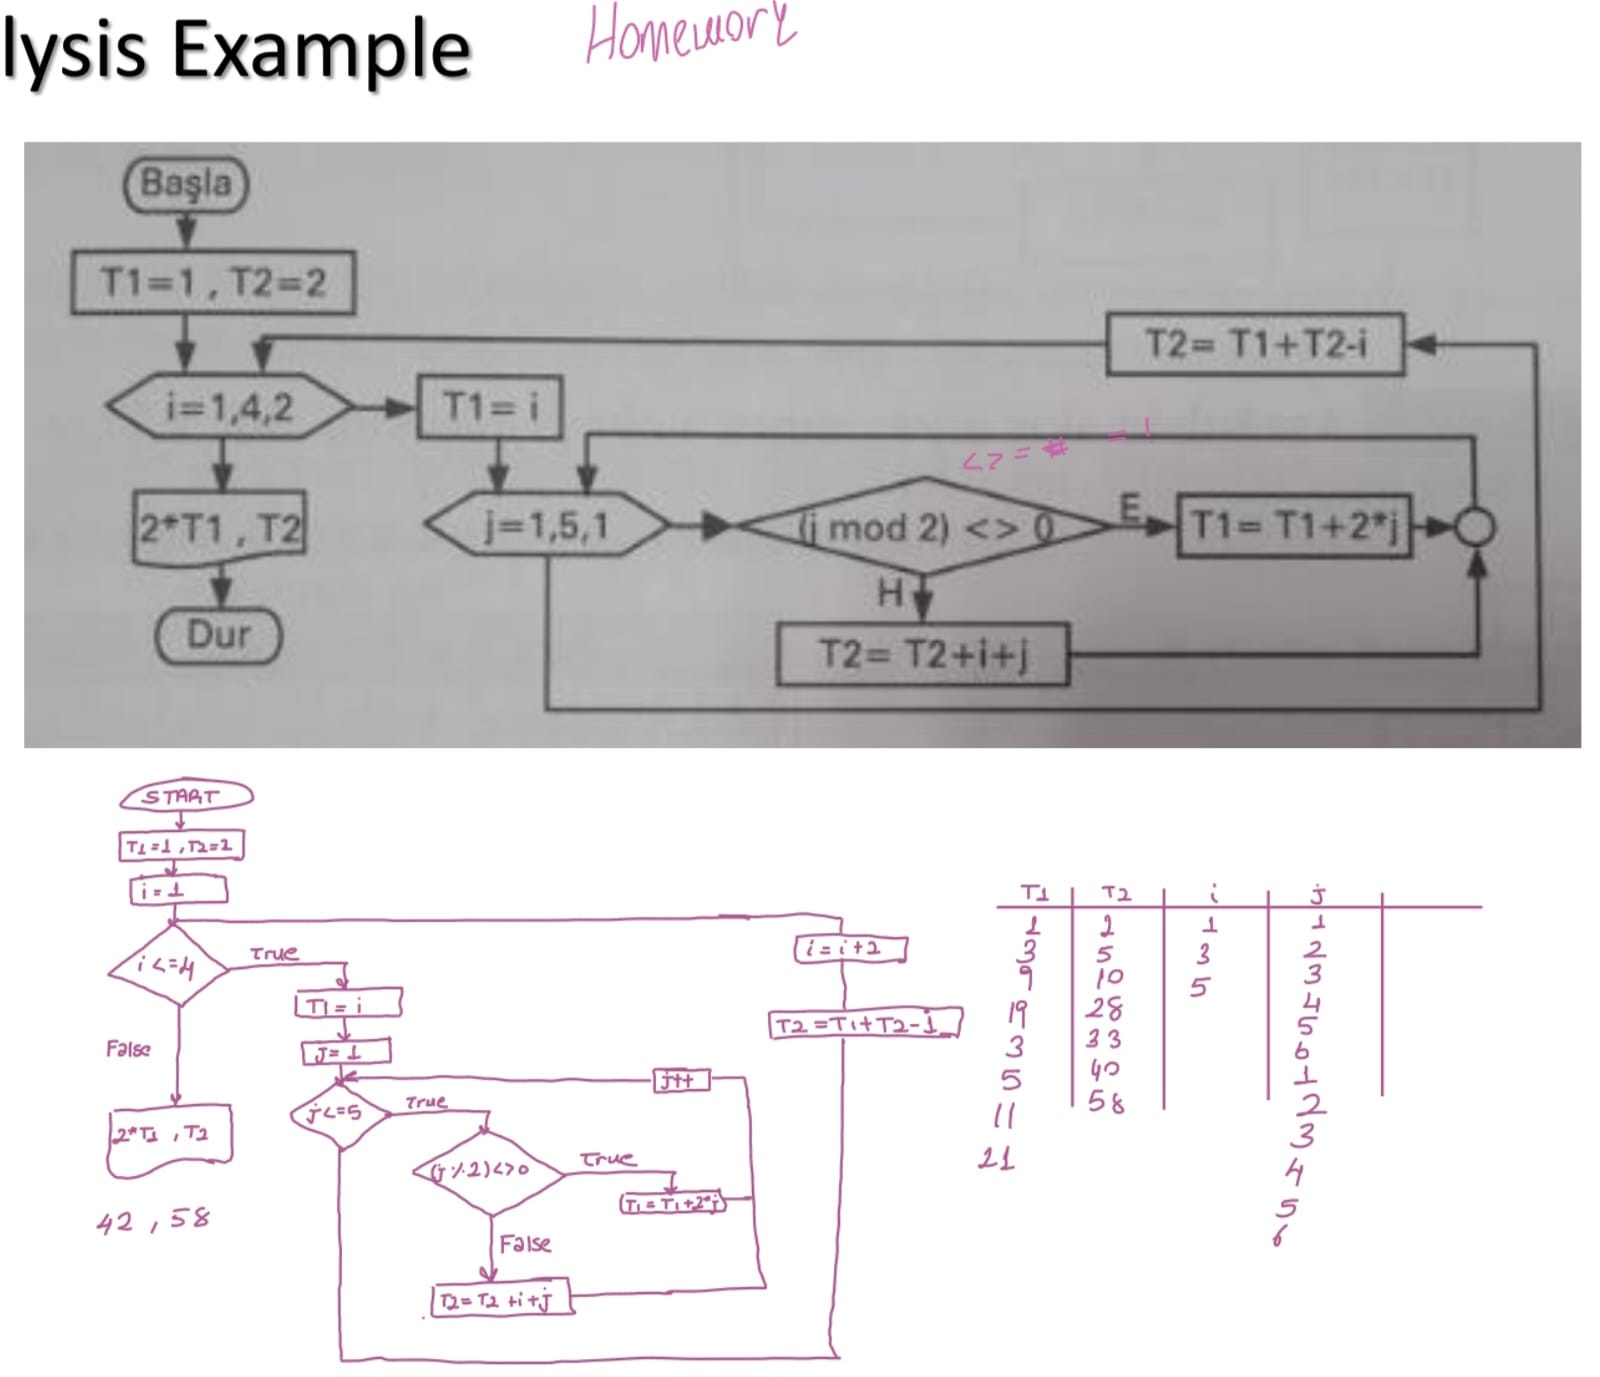 lysis Example
Homework
Başla
T1=1 , T2=2
T2= T1+T2-i
i=1,4,2
T1= i
<> = ≠ = !
2*T1 , T2
j=1,5,1
(j mod 2) <> 0
E
T1= T1+2*j
H
Dur
T2= T2+i+j
START
T1=1 , T2=2
i = 1
i <=4
True
T1 = i
False
J= 1
j<=5
True
j++
(j % 2)<>0
True
T1 = T1 +2*j
False
T2= T2 +i +j
2*T1 , T2
42 , 58
i = i +2
T2 =T1+T2-i
T1 T2 i j
1 2 1 1
3 5 3 2
9 10 5 3
19 28 4
3 33 5
5 40 6
11 58 1
21 2
3
4
5
6